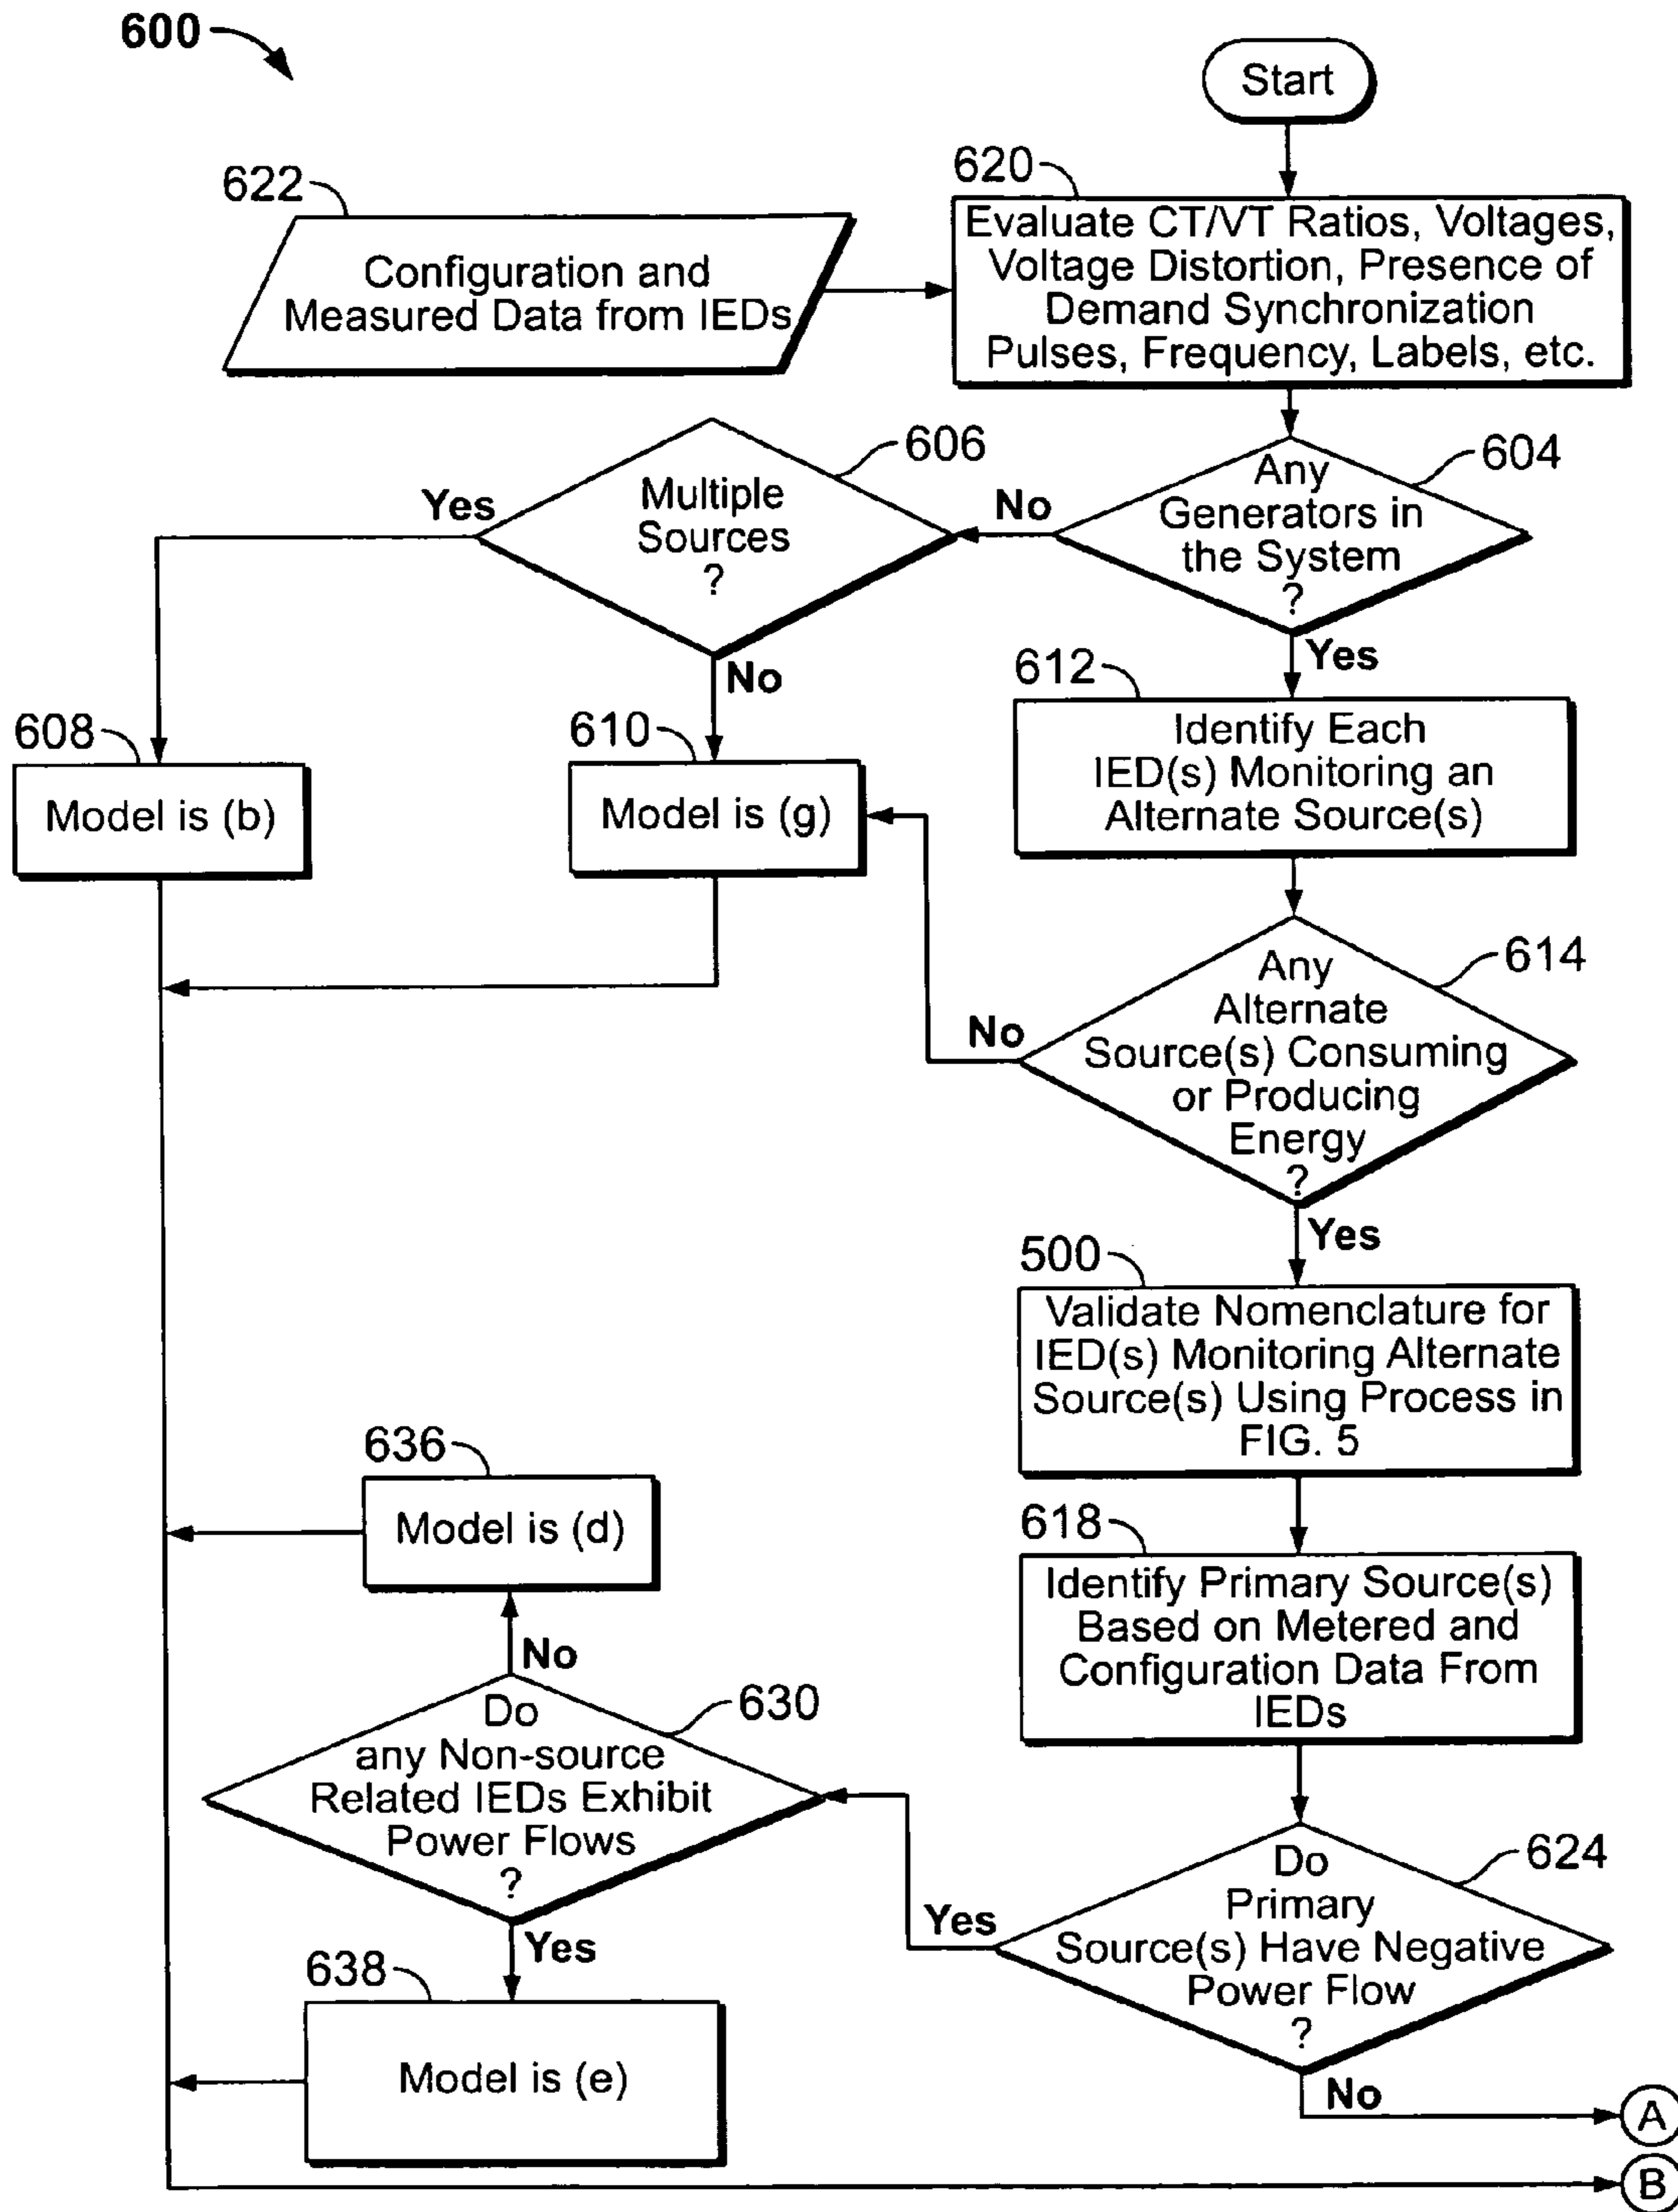 600
Start
620
622
Evaluate CT/VT Ratios, Voltages,
Voltage Distortion, Presence of
Demand Synchronization
Pulses, Frequency, Labels, etc.
Configuration and
Measured Data from IEDs
606
604
Any
Generators in
the System
?
No
Yes
Multiple
Sources
?
Yes
No
612
Identify Each
IED(s) Monitoring an
Alternate Source(s)
608
Model is (b)
610
Model is (g)
614
Any
Alternate
Source(s) Consuming
or Producing
Energy
?
No
Yes
500
Validate Nomenclature for
IED(s) Monitoring Alternate
Source(s) Using Process in
FIG. 5
636
Model is (d)
618
Identify Primary Source(s)
Based on Metered and
Configuration Data From
IEDs
No
630
Do
any Non-source
Related IEDs Exhibit
Power Flows
?
Yes
624
Do
Primary
Source(s) Have Negative
Power Flow
?
Yes
No
638
Model is (e)
A
B